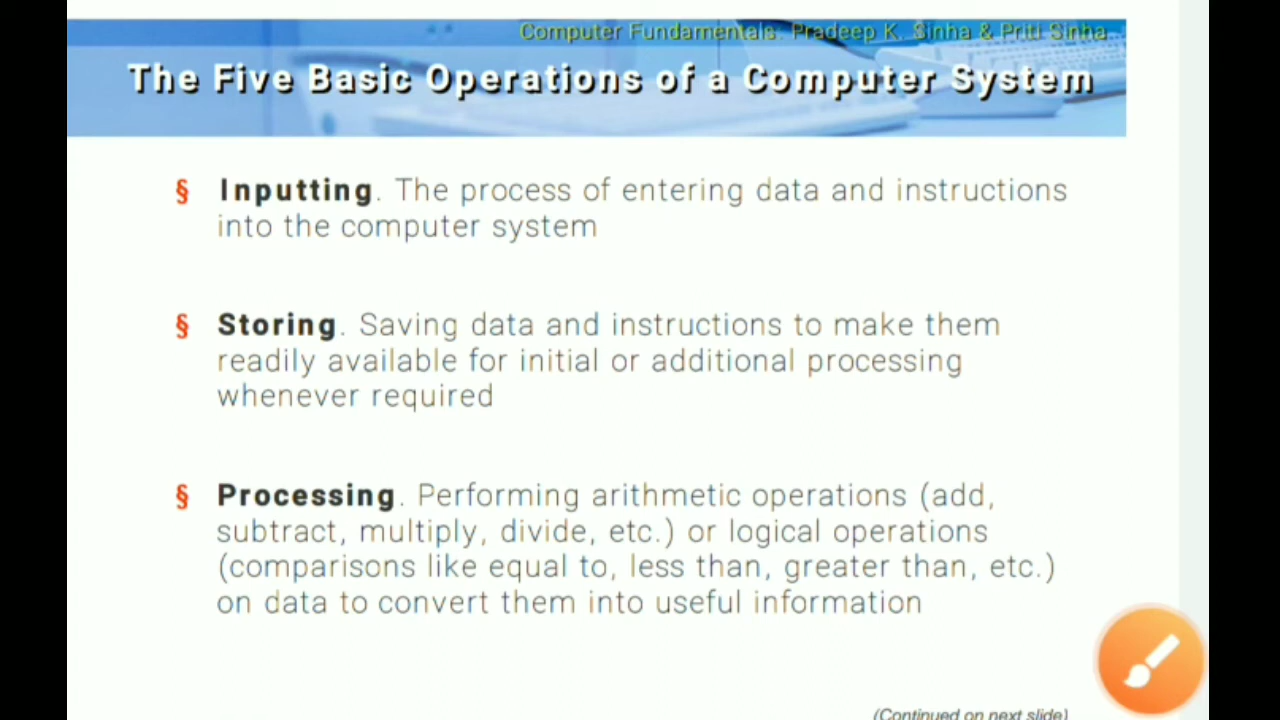 Computer Fundamentals: Pradeep K. Sinha & Priti Sinha
The Five Basic Operations of a Computer System
§ Inputting. The process of entering data and instructions
into the computer system
§ Storing. Saving data and instructions to make them
readily available for initial or additional processing
whenever required
§ Processing. Performing arithmetic operations (add,
subtract, multiply, divide, etc.) or logical operations
(comparisons like equal to, less than, greater than, etc.)
on data to convert them into useful information
(Continued on next slide)